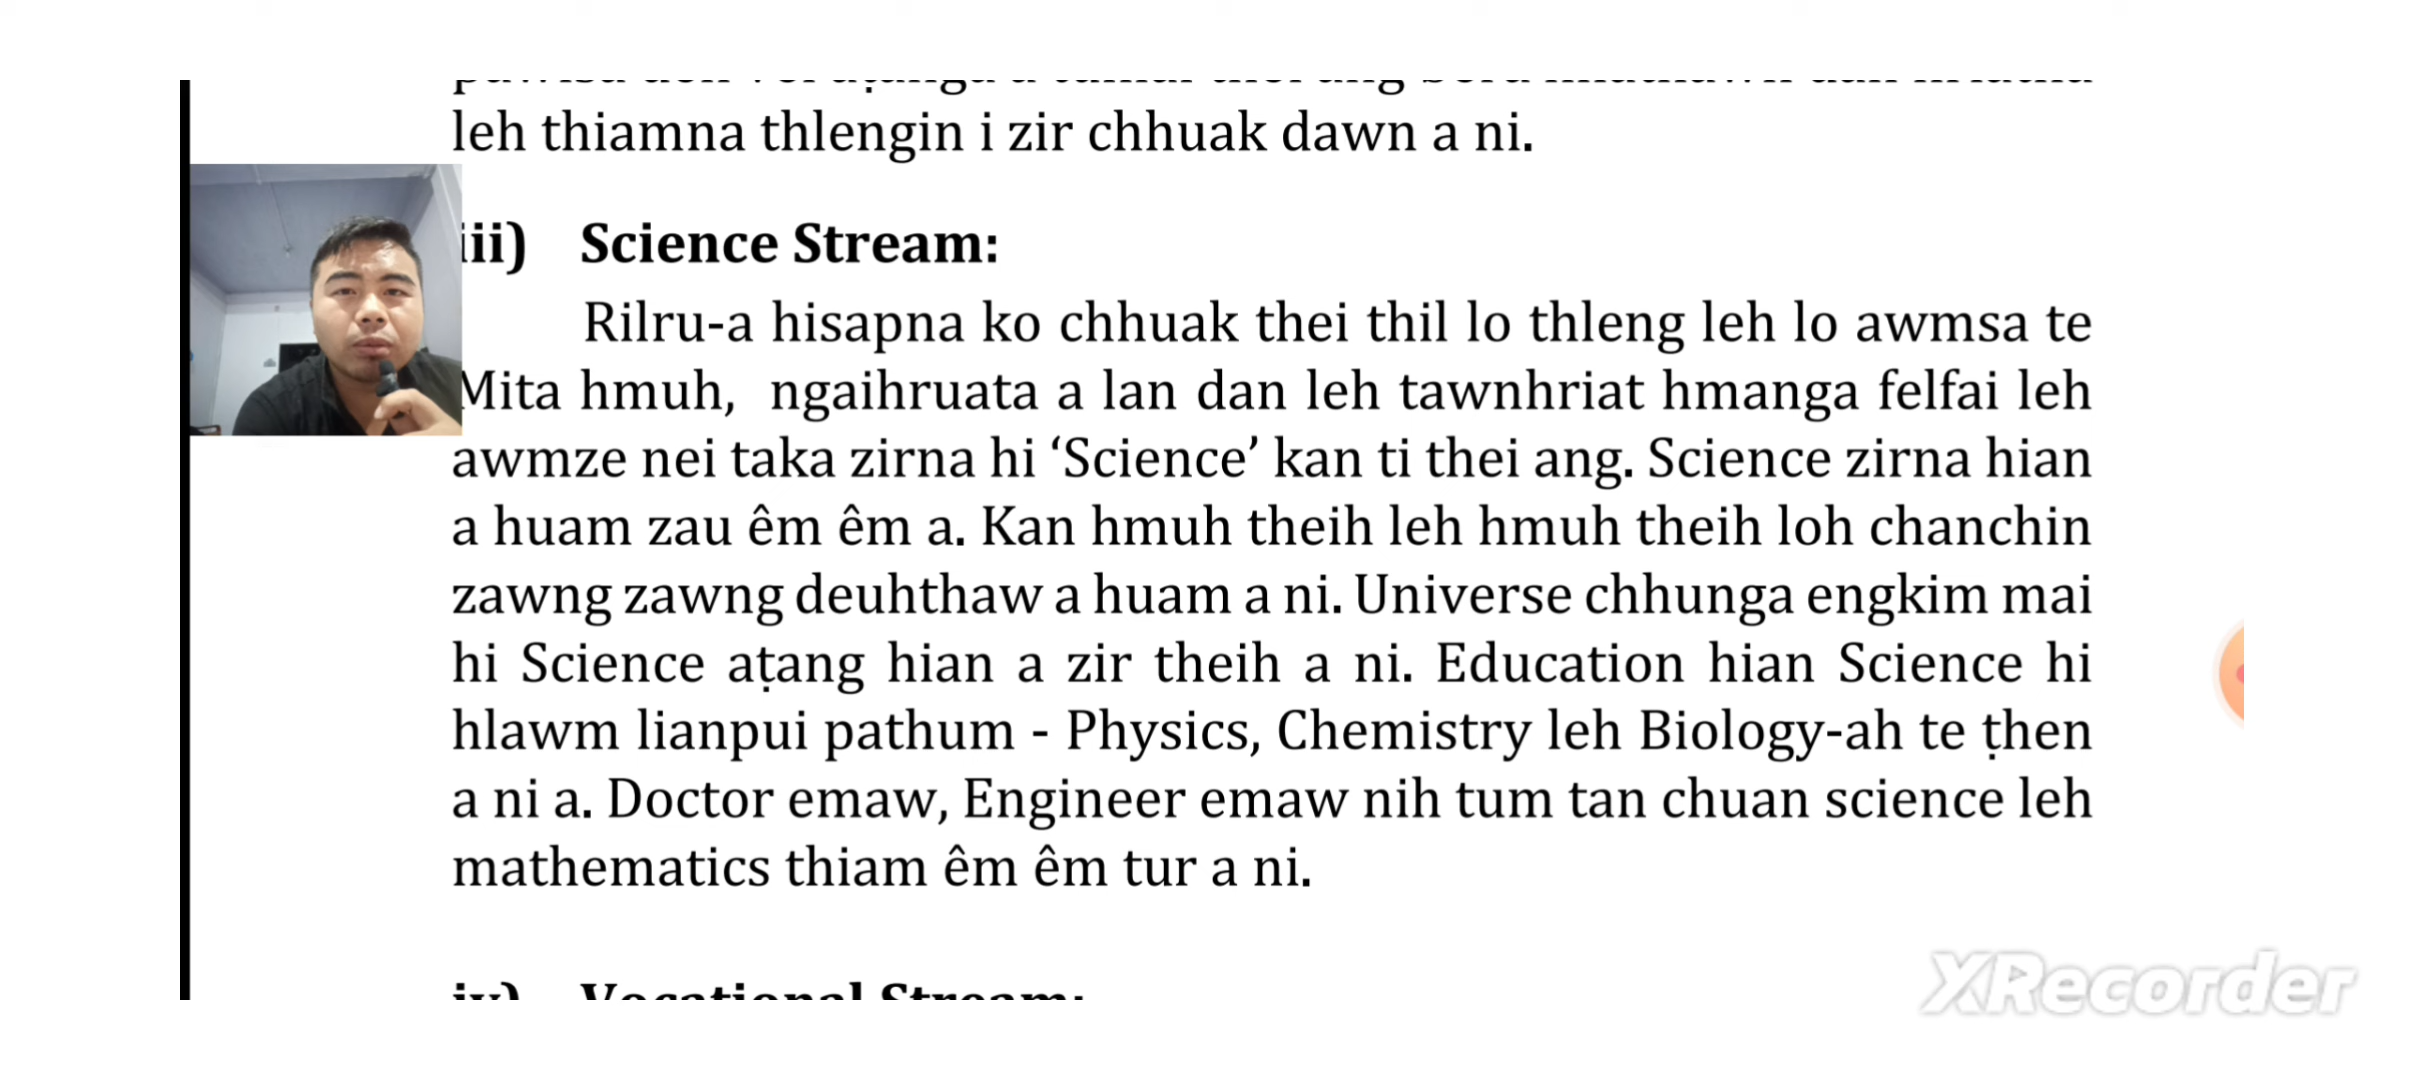 leh thiamna thlengin i zir chhuak dawn a ni.
iii) Science Stream:
Rilru-a hisapna ko chhuak thei thil lo thleng leh lo awmsa te
Mita hmuh, ngaihruata a lan dan leh tawnhriat hmanga felfai leh
awmze nei taka zirna hi ‘Science’ kan ti thei ang. Science zirna hian
a huam zau êm êm a. Kan hmuh theih leh hmuh theih loh chanchin
zawng zawng deuhthaw a huam a ni. Universe chhunga engkim mai
hi Science aṭang hian a zir theih a ni. Education hian Science hi
hlawm lianpui pathum - Physics, Chemistry leh Biology-ah te ṭhen
a ni a. Doctor emaw, Engineer emaw nih tum tan chuan science leh
mathematics thiam êm êm tur a ni.
iv) Vocational Stream:
XRecorder